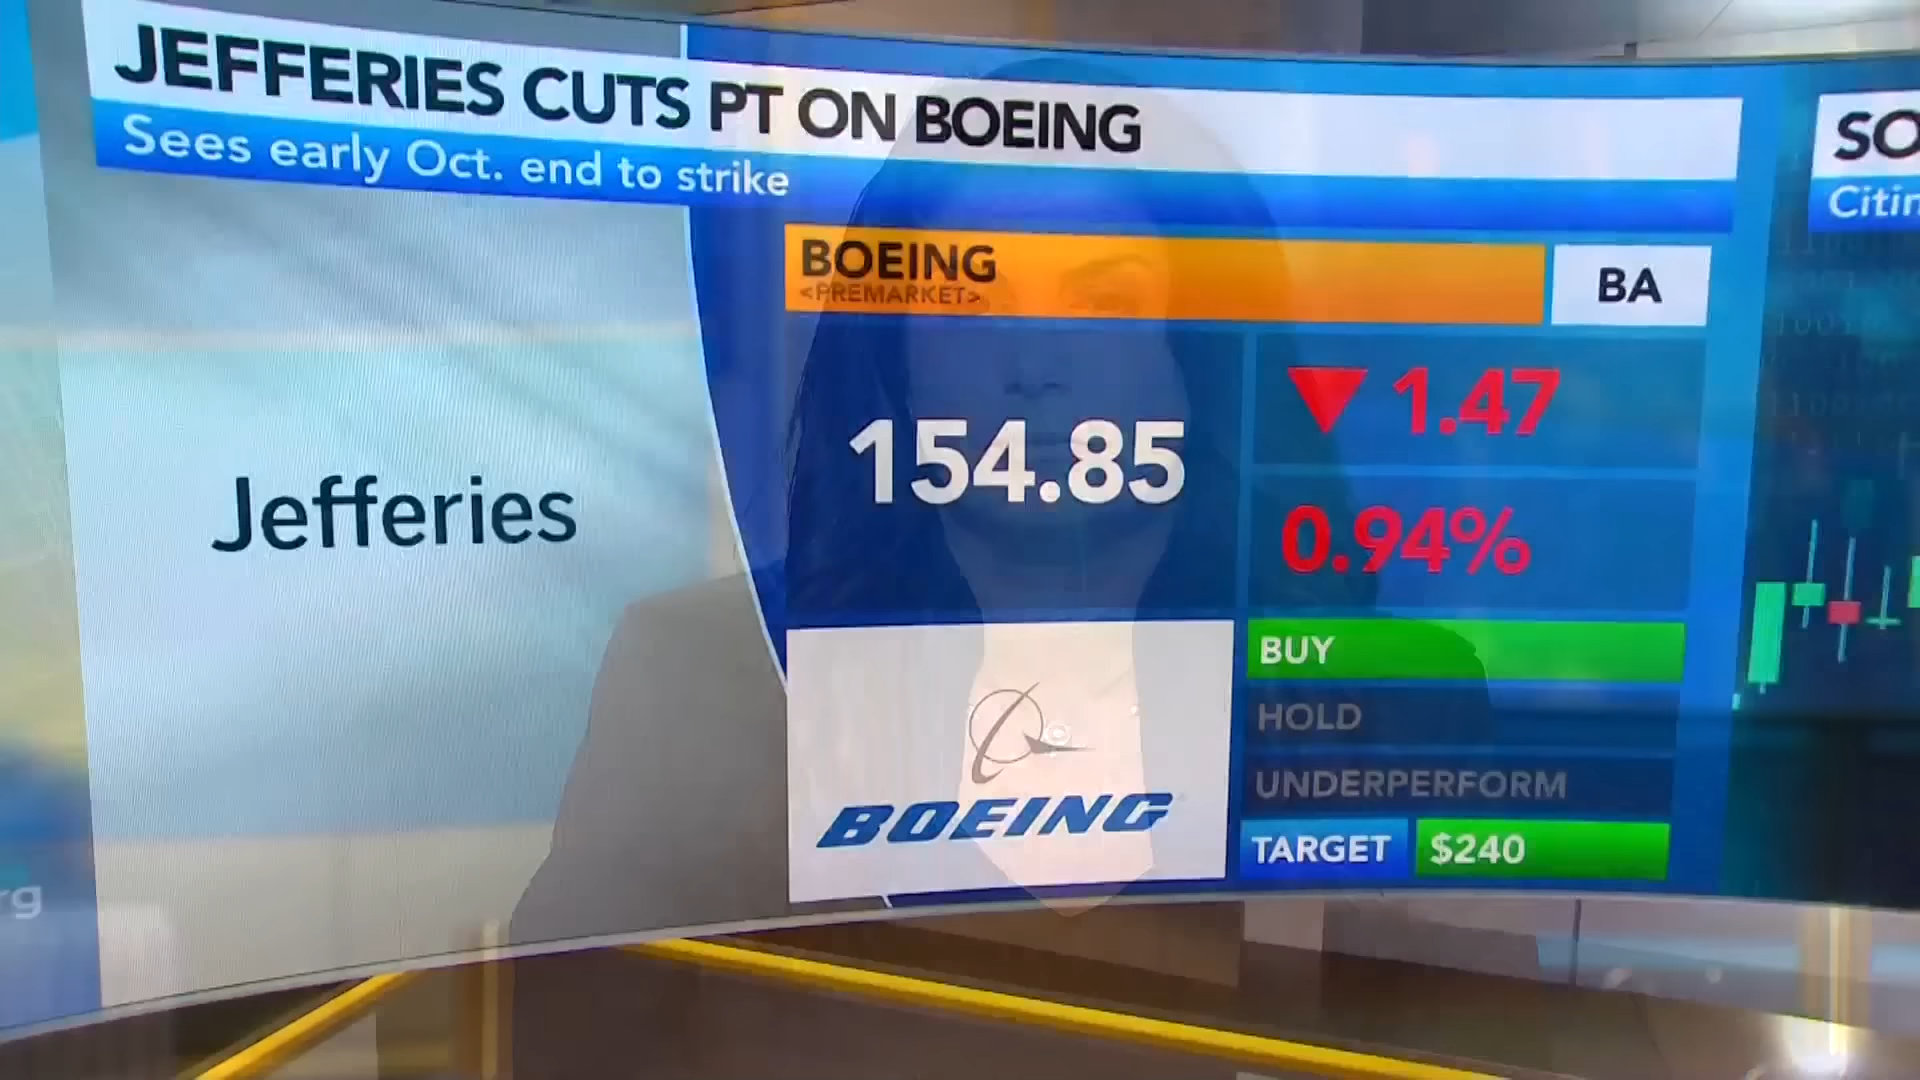 JEFFERIES CUTS PT ON BOEING
Sees early Oct. end to strike
Jefferies
BOEING
<PREMARKET>
BA
154.85
▼ 1.47
0.94%
BOEING
BUY
HOLD
UNDERPERFORM
TARGET $240
SO
Citin
rg